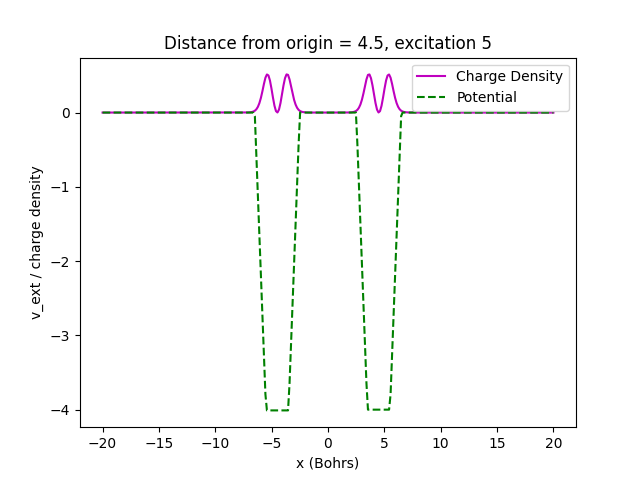 Distance from origin = 4.5, excitation 5
Charge Density
Potential
v_ext / charge density
0
−1
−2
−3
−4
−20
−15
−10
−5
0
5
10
15
20
x (Bohrs)